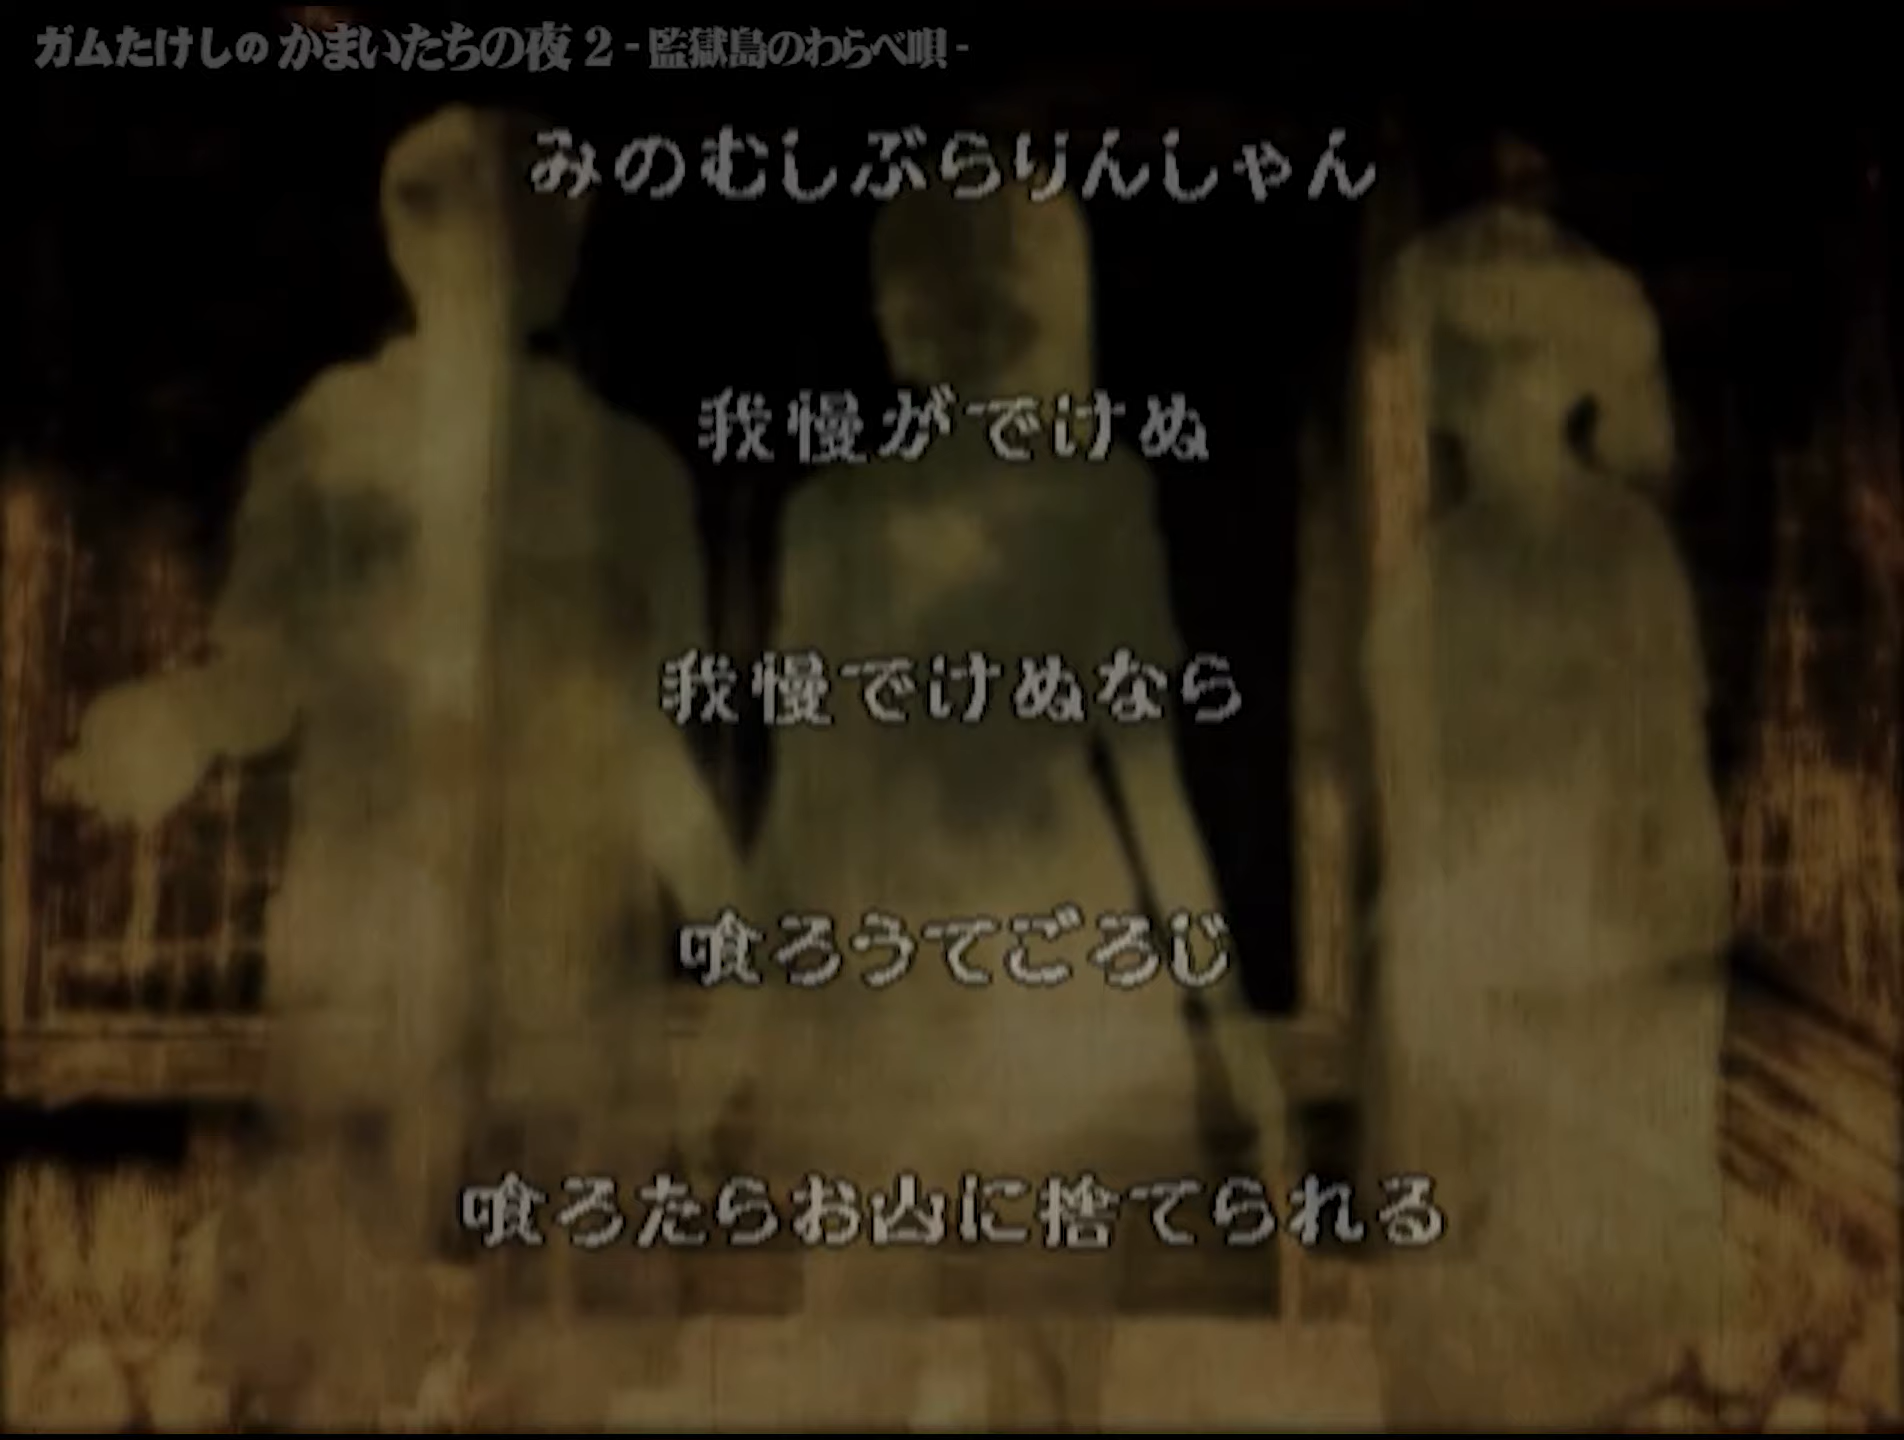 ガムたけしの かまいたちの夜 2 - 監獄島のわらべ唄 -
みのむしぶらりんしゃん
我慢がでけぬ
我慢でけぬなら
喰ろうてごろじ
喰ろたらお山に捨てられる